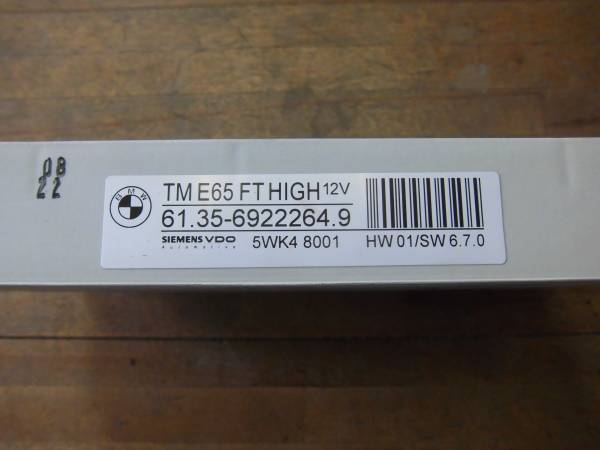 08
22
BMW
TM E65 FT HIGH 12V
61.35-6922264.9
SIEMENS VDO
Automotive
5WK4 8001
HW 01/SW 6.7.0